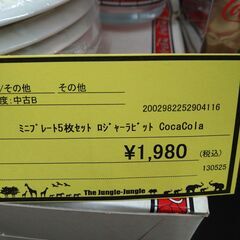 ／その他　その他
度：中古B
2002982252904116
ﾐﾆﾌﾟﾚｰﾄ5枚ｾｯﾄ ﾛｼﾞｬｰﾗﾋﾞｯﾄ CocaCola
¥1,980 (税込)
130525
The Jungle-Jungle